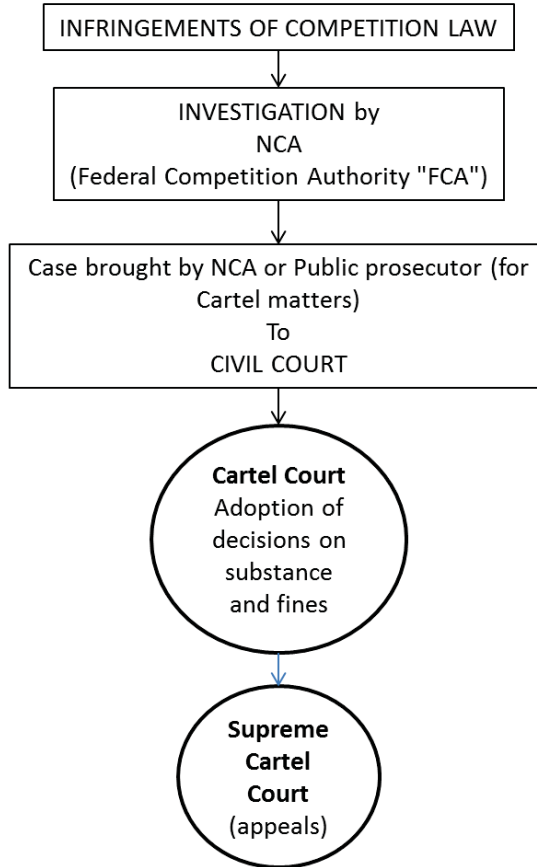 INFRINGEMENTS OF COMPETITION LAW
INVESTIGATION by
NCA
(Federal Competition Authority "FCA")
Case brought by NCA or Public prosecutor (for
Cartel matters)
To
CIVIL COURT
Cartel Court
Adoption of
decisions on
substance
and fines
Supreme
Cartel
Court
(appeals)